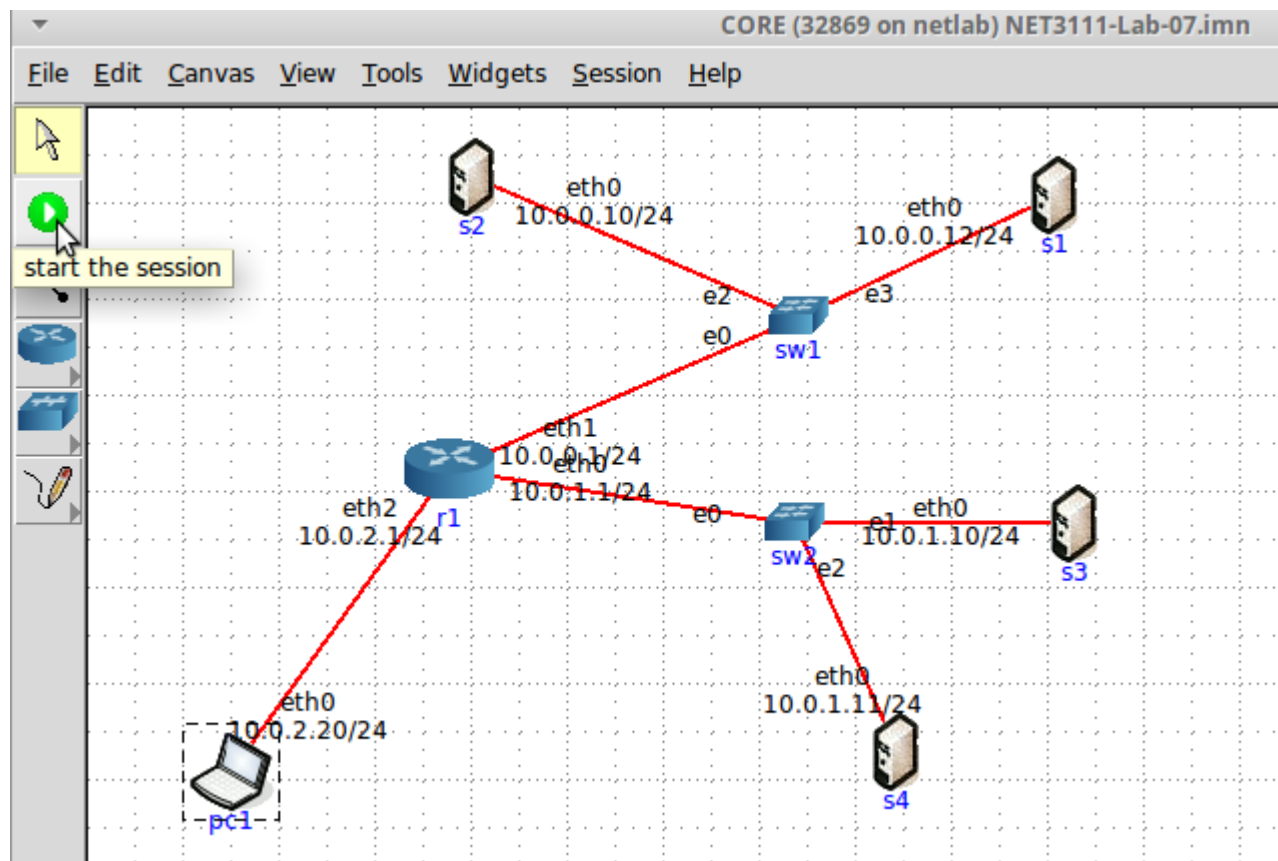 CORE (32869 on netlab) NET3111-Lab-07.imn
File Edit Canvas View Tools Widgets Session Help
start the session
s2
eth0
10.0.0.10/24
eth0
10.0.0.12/24
s1
e2
e3
e0
sw1
eth1
10.0.0.1/24
eth0
10.0.1.1/24
r1
eth2
10.0.2.1/24
e0
sw2
e1
eth0
10.0.1.10/24
s3
e2
eth0
10.0.1.11/24
s4
eth0
10.0.2.20/24
pc1